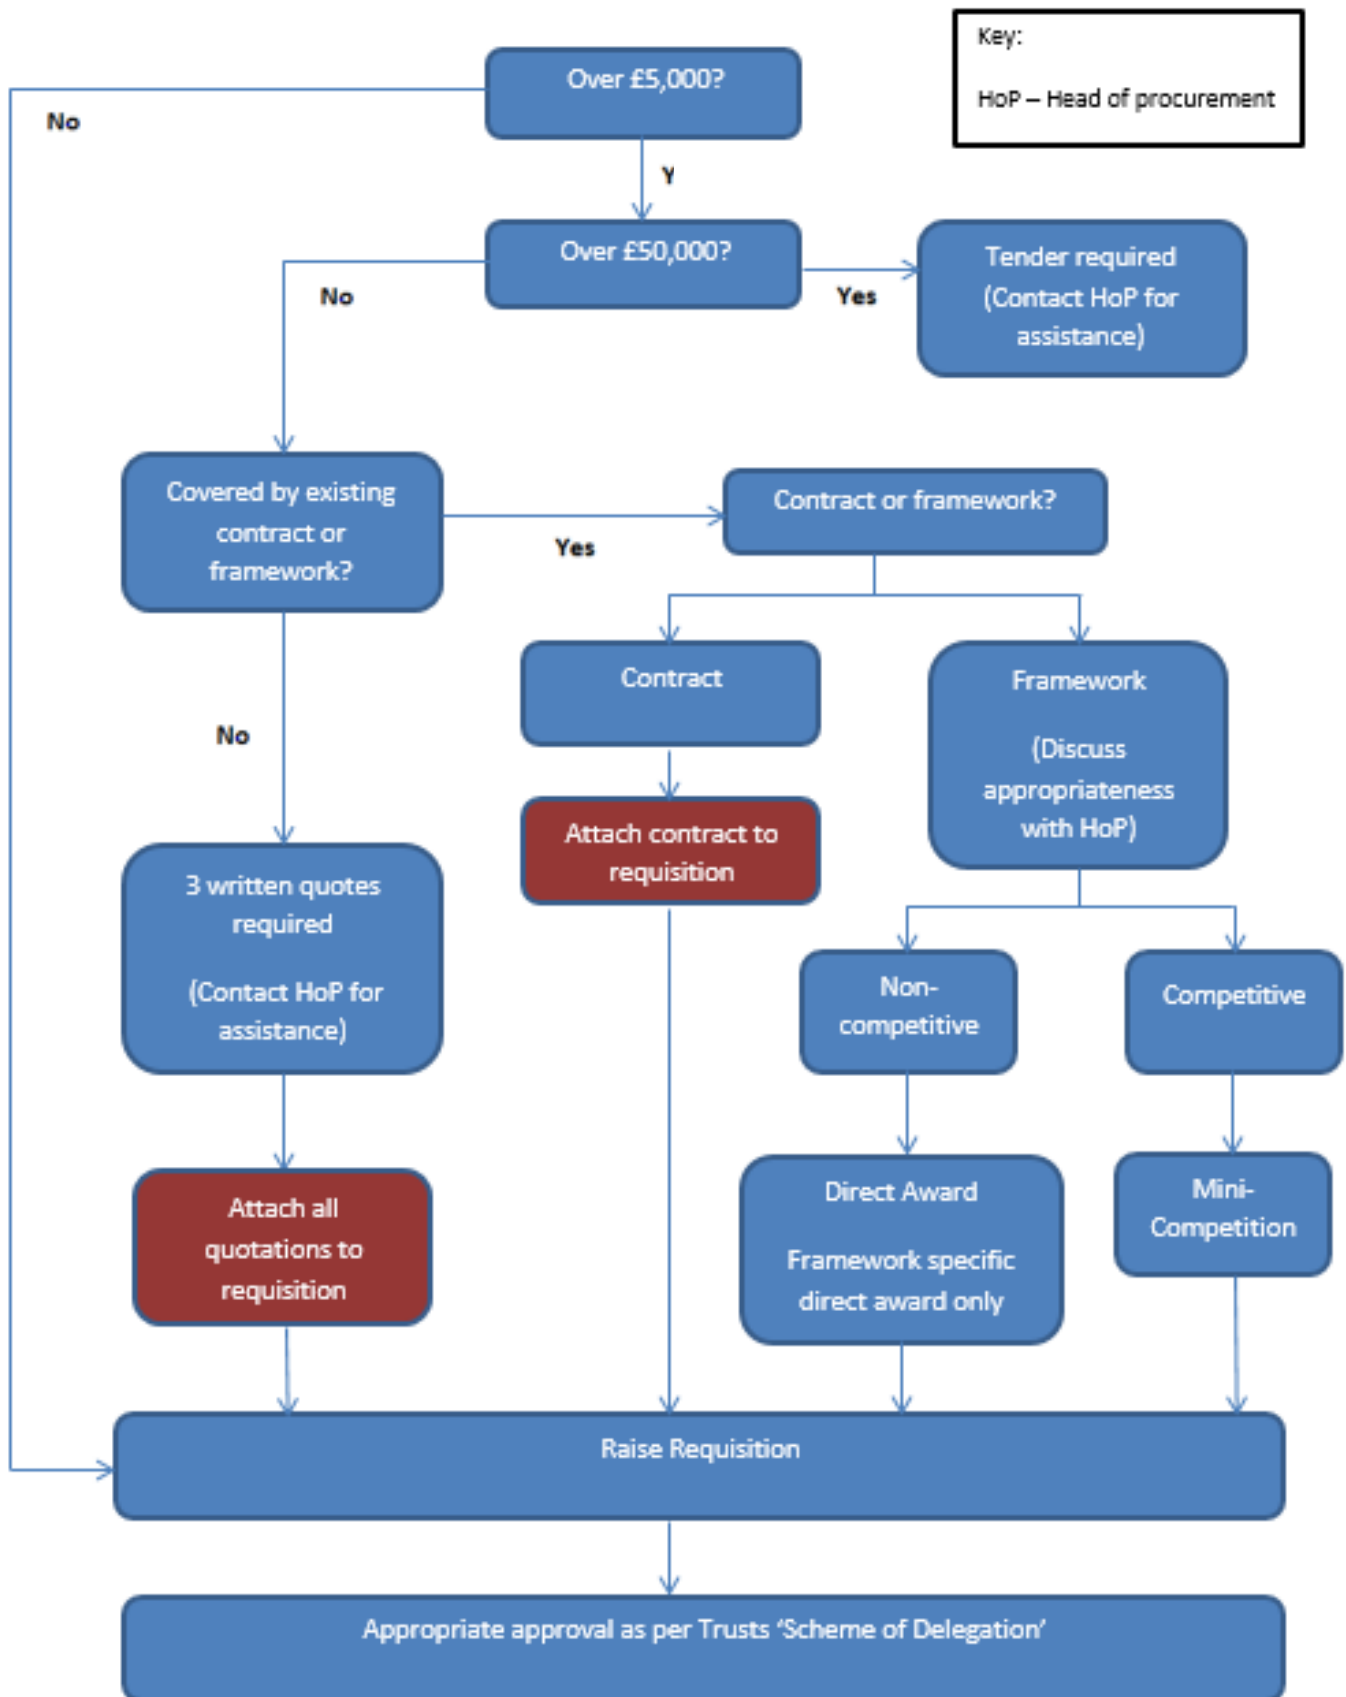 Key:
HoP – Head of procurement
Over £5,000?
No
Y
Over £50,000?
No
Yes
Tender required
(Contact HoP for
assistance)
Covered by existing
contract or
framework?
Yes
Contract or framework?
Contract
Framework
(Discuss
appropriateness
with HoP)
No
Attach contract to
requisition
3 written quotes
required
(Contact HoP for
assistance)
Non-
competitive
Competitive
Attach all
quotations to
requisition
Direct Award
Framework specific
direct award only
Mini-
Competition
Raise Requisition
Appropriate approval as per Trusts ‘Scheme of Delegation’